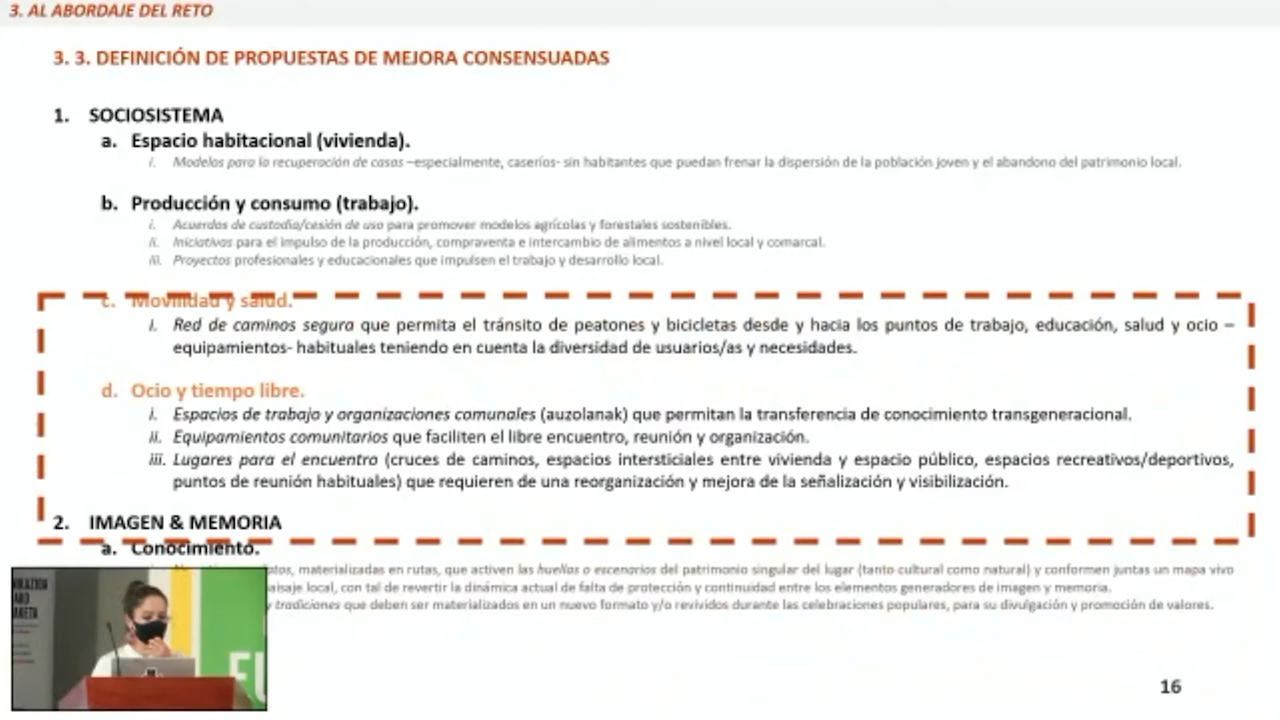 3. AL ABORDAJE DEL RETO
3. 3. DEFINICIÓN DE PROPUESTAS DE MEJORA CONSENSUADAS
1. SOCIOSISTEMA
a. Espacio habitacional (vivienda).
i. Modelos para la recuperación de casas –especialmente, caseríos- sin habitantes que puedan frenar la dispersión de la población joven y el abandono del patrimonio local.
b. Producción y consumo (trabajo).
i. Acuerdos de custodia/cesión de uso para promover modelos agrícolas y forestales sostenibles.
ii. Iniciativas para el impulso de la producción, compraventa e intercambio de alimentos a nivel local y comarcal.
iii. Proyectos profesionales y educacionales que impulsen el trabajo y desarrollo local.
c. Movilidad y salud.
i. Red de caminos segura que permita el tránsito de peatones y bicicletas desde y hacia los puntos de trabajo, educación, salud y ocio –
equipamientos- habituales teniendo en cuenta la diversidad de usuarios/as y necesidades.
d. Ocio y tiempo libre.
i. Espacios de trabajo y organizaciones comunales (auzolanak) que permitan la transferencia de conocimiento transgeneracional.
ii. Equipamientos comunitarios que faciliten el libre encuentro, reunión y organización.
iii. Lugares para el encuentro (cruces de caminos, espacios intersticiales entre vivienda y espacio público, espacios recreativos/deportivos,
puntos de reunión habituales) que requieren de una reorganización y mejora de la señalización y visibilización.
2. IMAGEN & MEMORIA
a. Conocimiento.
materializadas en rutas, que activen las huellas o escenarios del patrimonio singular del lugar (tanto cultural como natural) y conformen juntas un mapa vivo
local, con tal de revertir la dinámica actual de falta de protección y continuidad entre los elementos generadores de imagen y memoria.
y tradiciones que deben ser materializados en un nuevo formato y/o revividos durante las celebraciones populares, para su divulgación y promoción de valores.
16